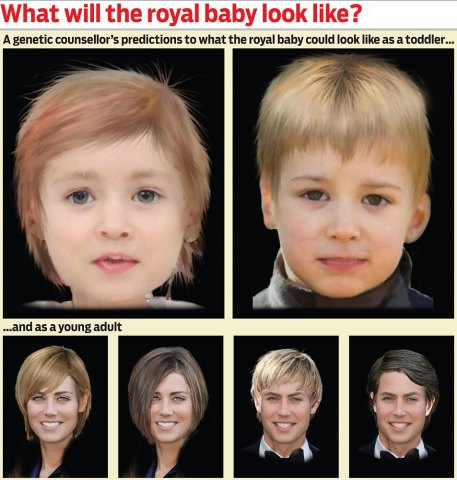 What will the royal baby look like?
A genetic counsellor's predictions to what the royal baby could look like as a toddler...
...and as a young adult